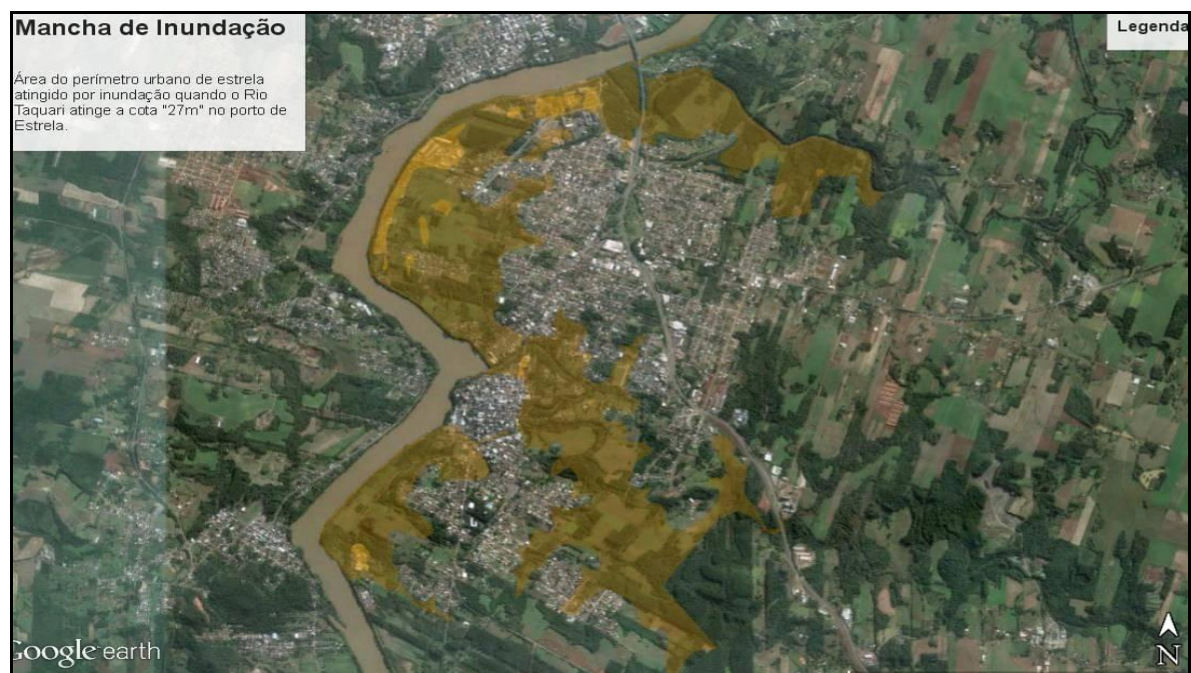 Mancha de Inundação
Legenda
Área do perímetro urbano de estrela
atingido por inundação quando o Rio
Taquari atinge a cota "27m" no porto de
Estrela.
Google earth
N